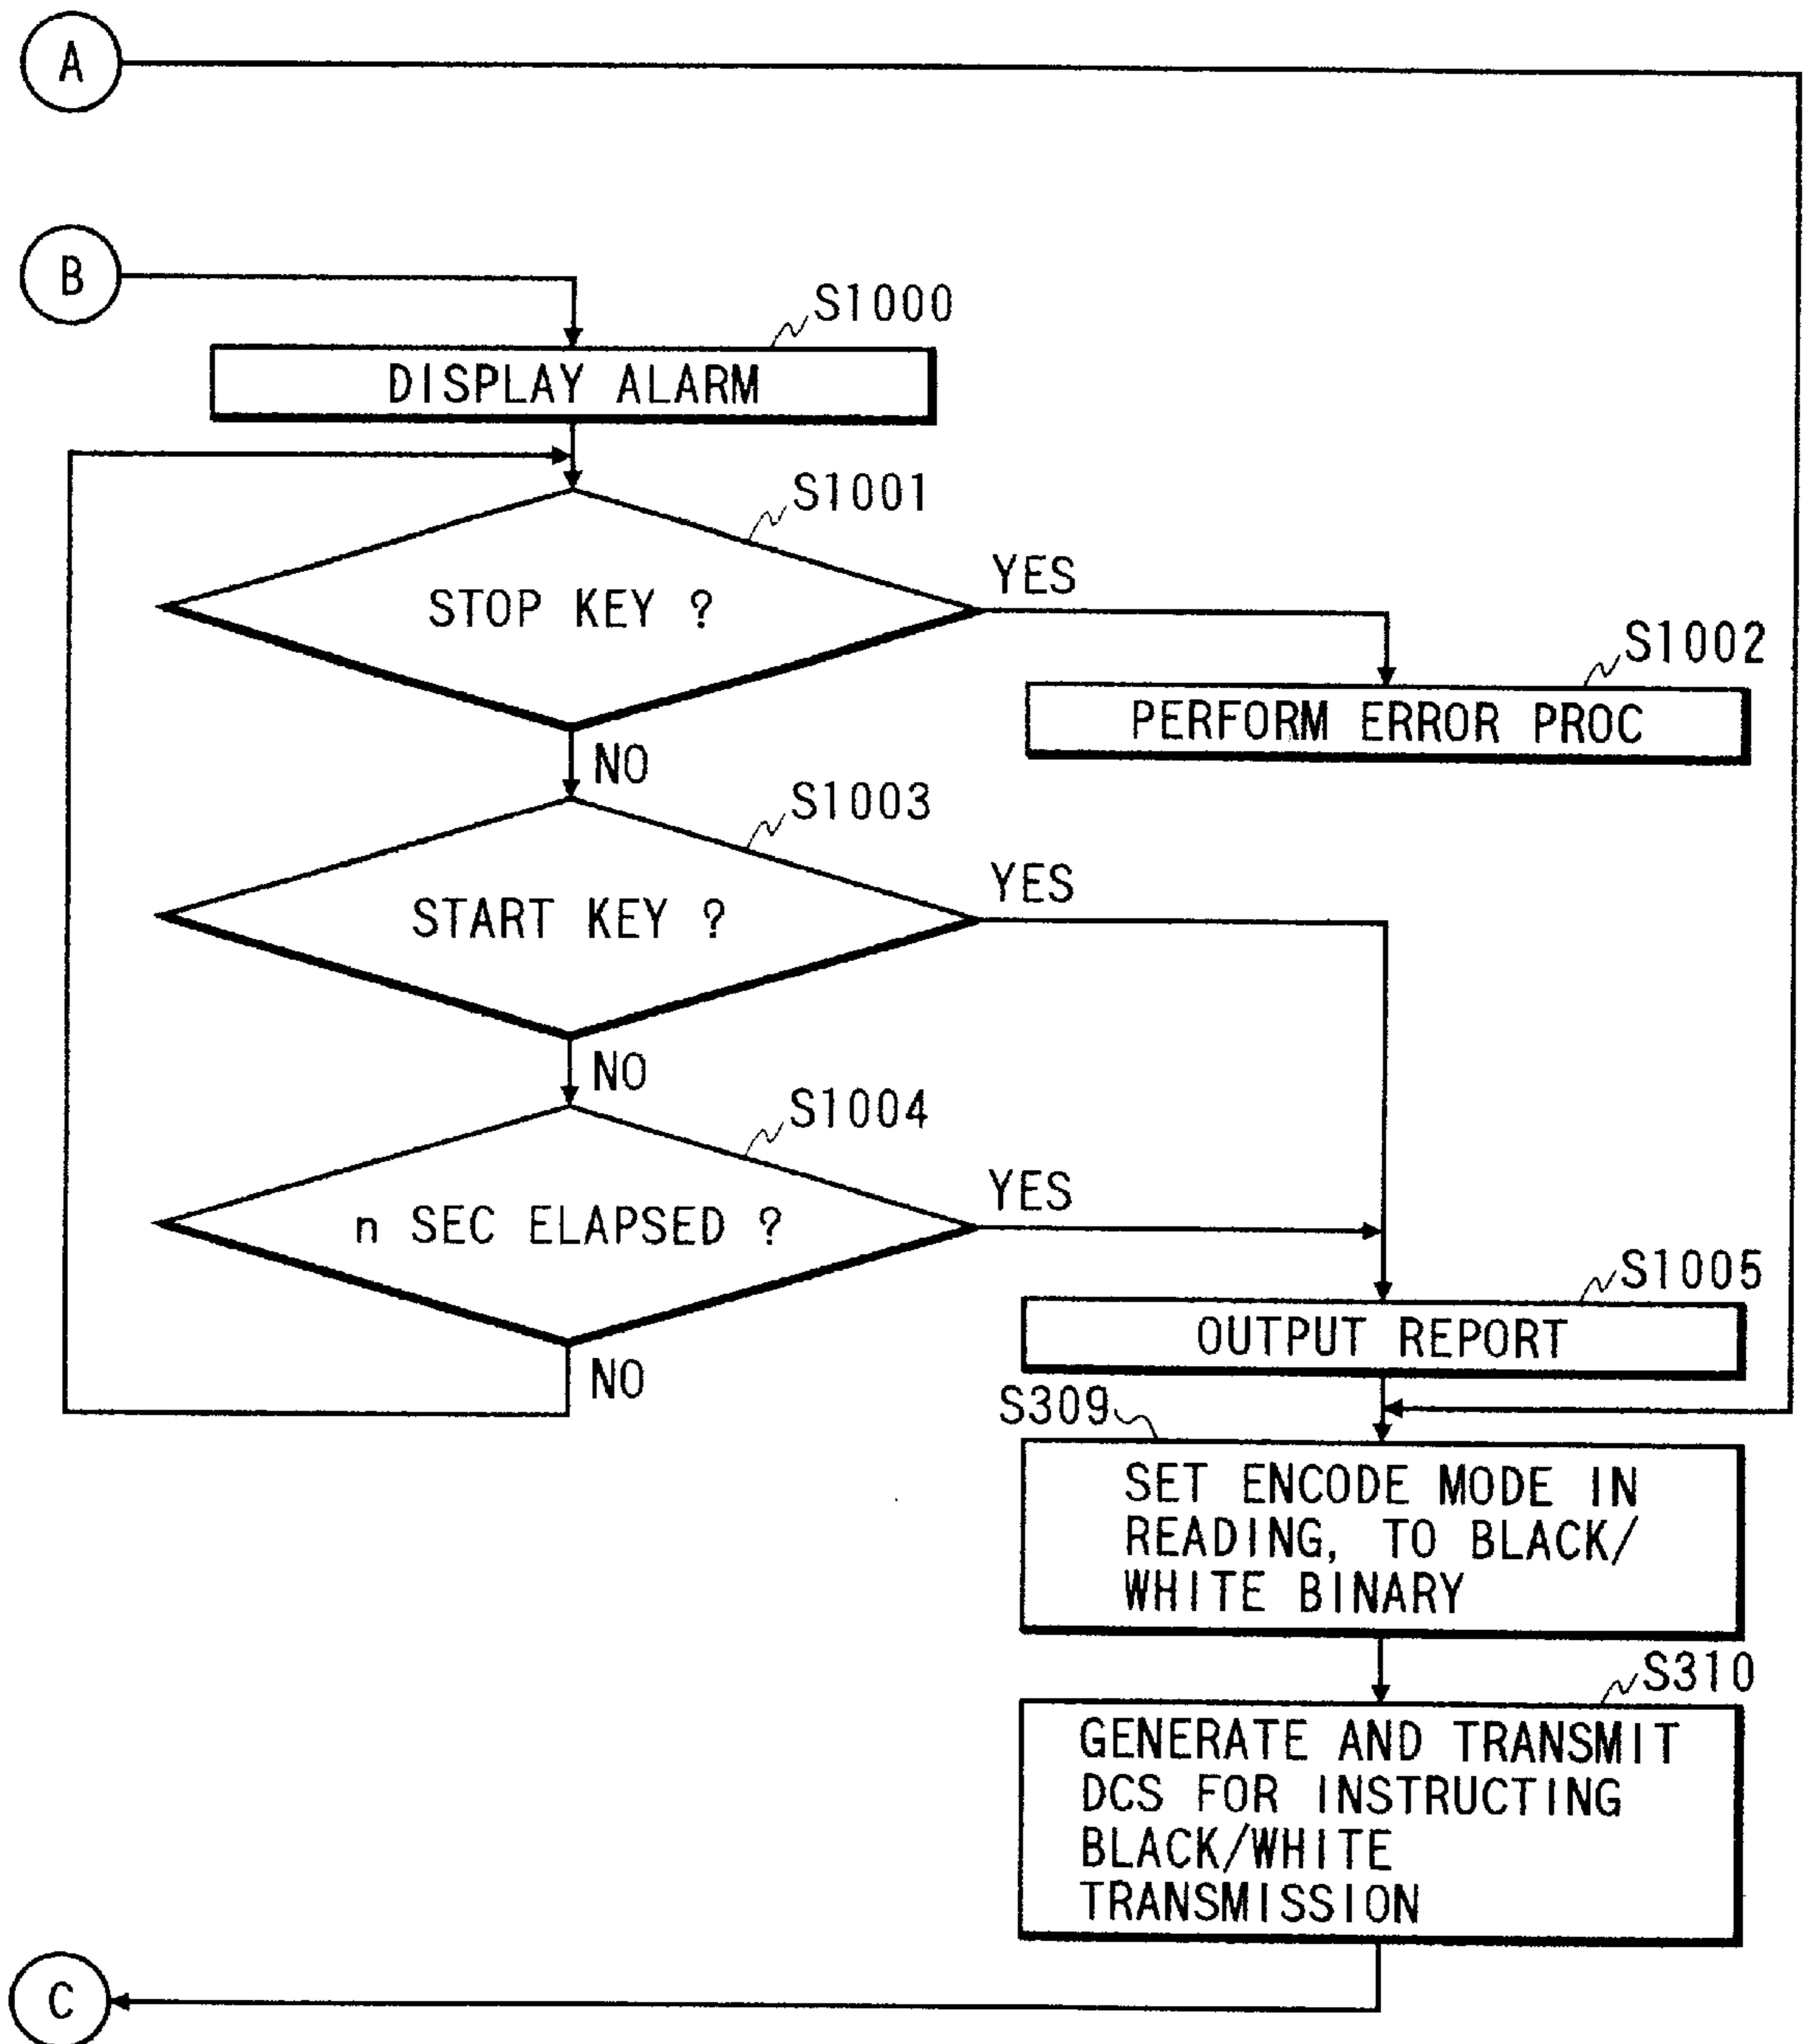 A
B
S1000
DISPLAY ALARM
S1001
STOP KEY ?
YES
S1002
PERFORM ERROR PROC
NO
S1003
START KEY ?
YES
NO
S1004
n SEC ELAPSED ?
YES
NO
S1005
OUTPUT REPORT
S309
SET ENCODE MODE IN
READING, TO BLACK/
WHITE BINARY
S310
GENERATE AND TRANSMIT
DCS FOR INSTRUCTING
BLACK/WHITE
TRANSMISSION
C